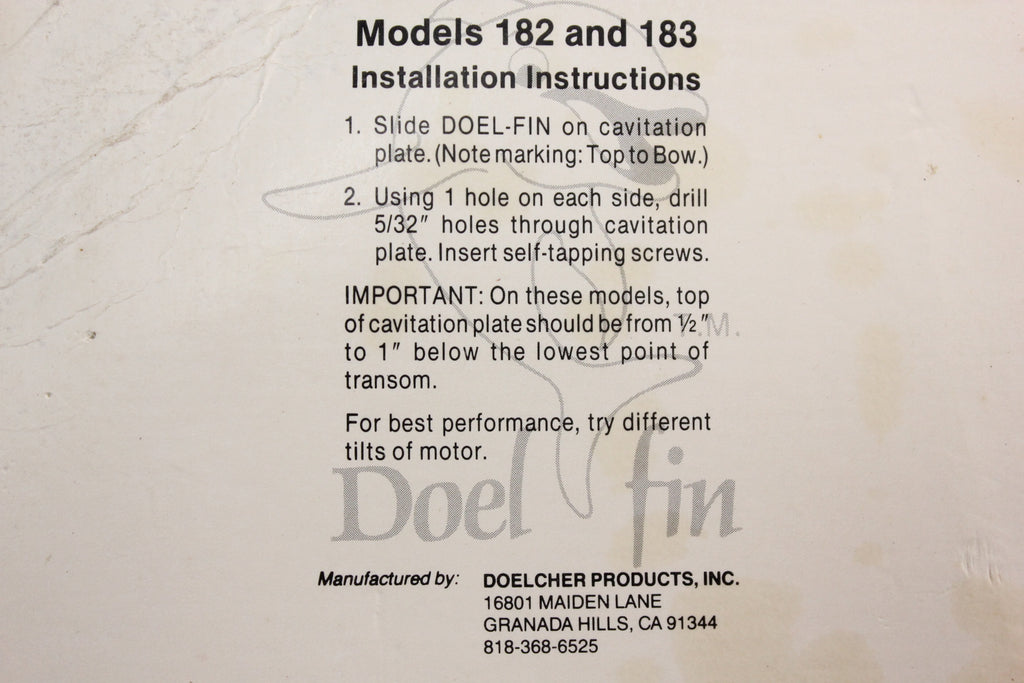 Models 182 and 183
Installation Instructions
1. Slide DOEL-FIN on cavitation
plate. (Note marking: Top to Bow.)
2. Using 1 hole on each side, drill
5/32" holes through cavitation
plate. Insert self-tapping screws.
IMPORTANT: On these models, top
of cavitation plate should be from ½"
T.M.
to 1" below the lowest point of
transom.
For best performance, try different
tilts of motor.
Doel fin
Manufactured by: DOELCHER PRODUCTS, INC.
16801 MAIDEN LANE
GRANADA HILLS, CA 91344
818-368-6525